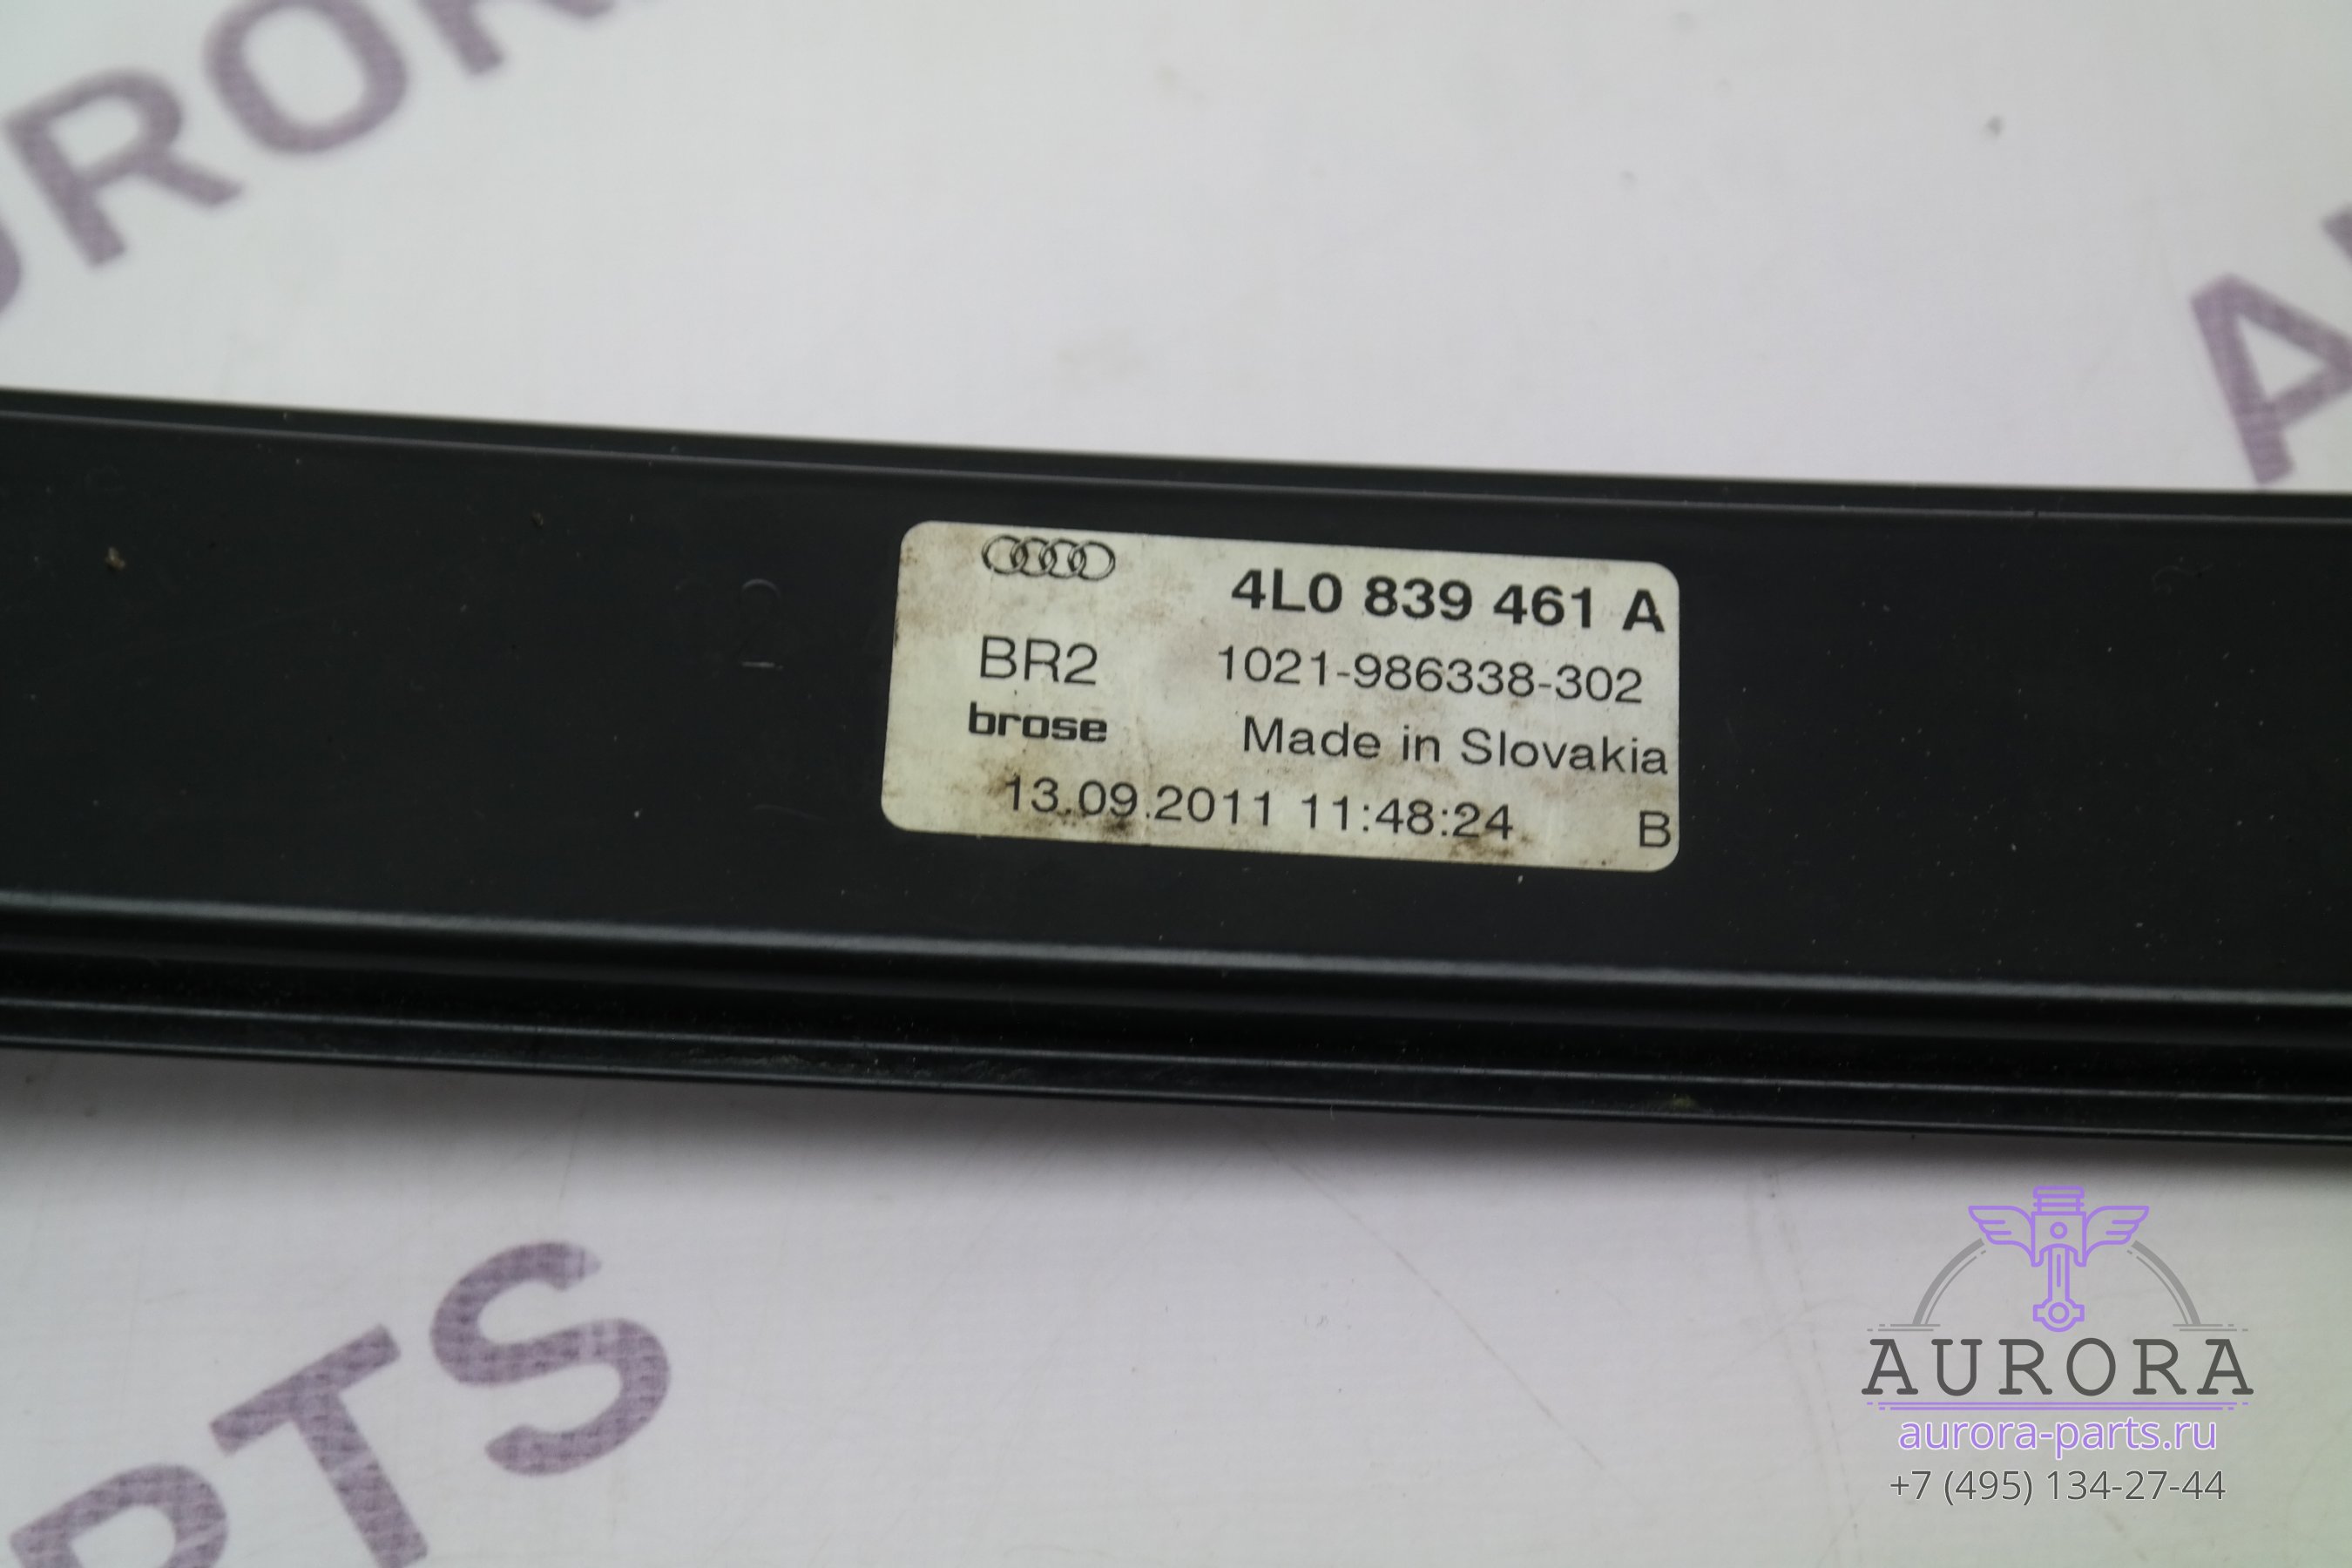 4L0 839 461 A
BR2 1021-986338-302
brose Made in Slovakia
13.09.2011 11:48:24 B
2
AURORA
aurora-parts.ru
+7 (495) 134-27-44